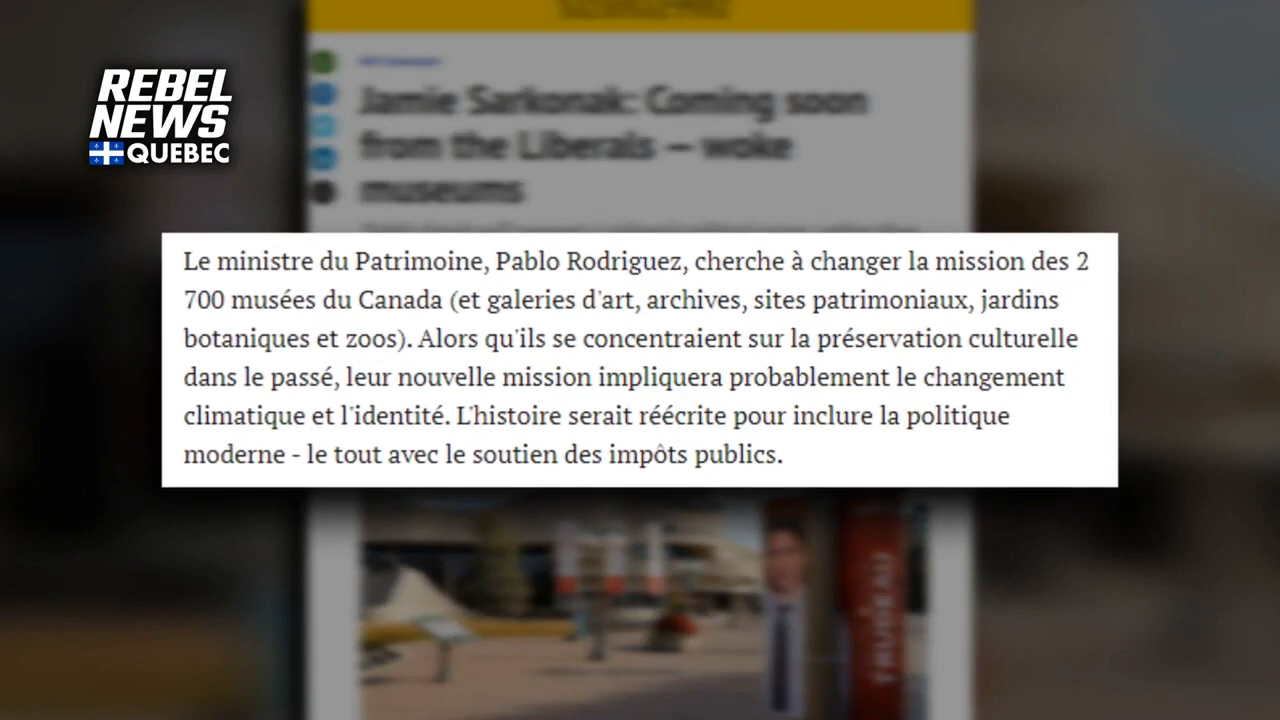 REBEL
NEWS
QUEBEC
Jamie Sarkonak: Coming soon
from the Liberals – woke
museums
Le ministre du Patrimoine, Pablo Rodriguez, cherche à changer la mission des 2
700 musées du Canada (et galeries d'art, archives, sites patrimoniaux, jardins
botaniques et zoos). Alors qu'ils se concentraient sur la préservation culturelle
dans le passé, leur nouvelle mission impliquera probablement le changement
climatique et l'identité. L'histoire serait réécrite pour inclure la politique
moderne - le tout avec le soutien des impôts publics.
TRUDEAU